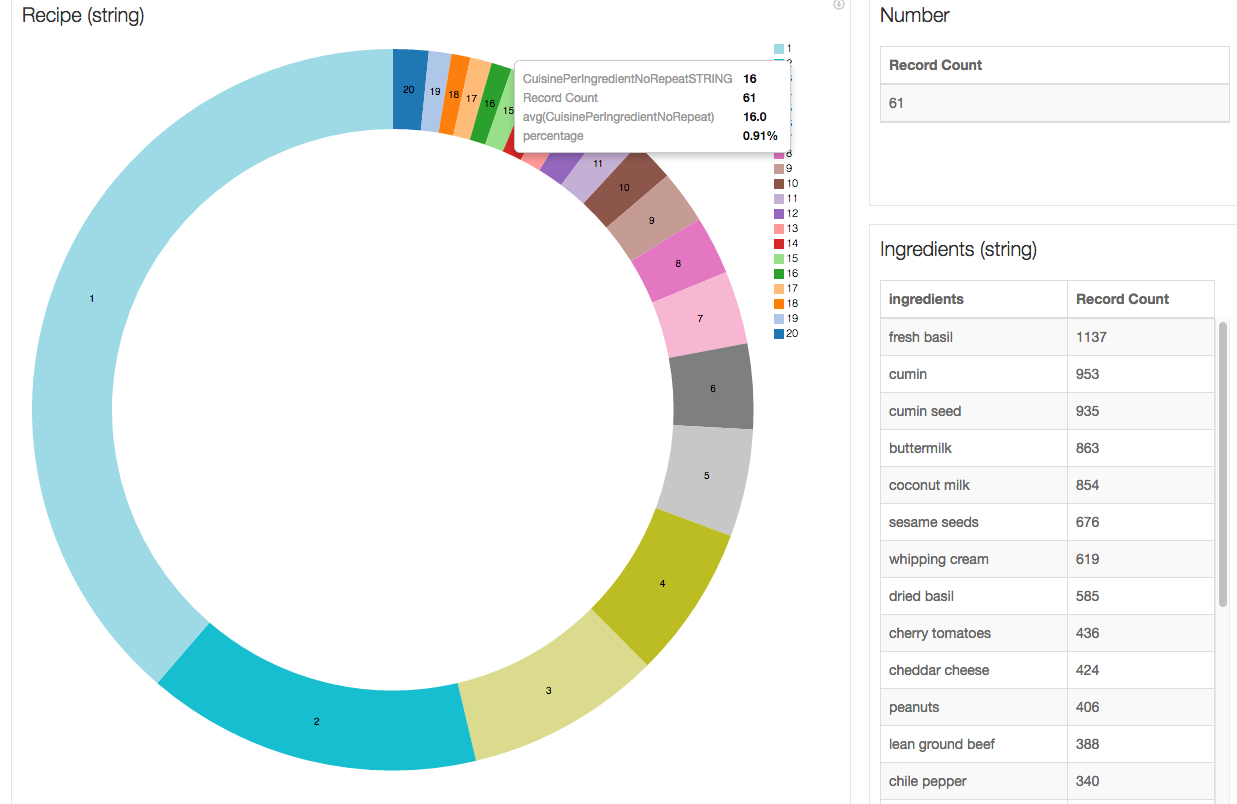 Recipe (string)
20
19
18
17
16
15
11
10
9
8
7
6
5
4
3
2
1
CuisinePerIngredientNoRepeatSTRING 16
Record Count 61
avg(CuisinePerIngredientNoRepeat) 16.0
percentage 0.91%
1
8
9
10
11
12
13
14
15
16
17
18
19
20
Number
Record Count
61
Ingredients (string)
ingredients Record Count
fresh basil 1137
cumin 953
cumin seed 935
buttermilk 863
coconut milk 854
sesame seeds 676
whipping cream 619
dried basil 585
cherry tomatoes 436
cheddar cheese 424
peanuts 406
lean ground beef 388
chile pepper 340